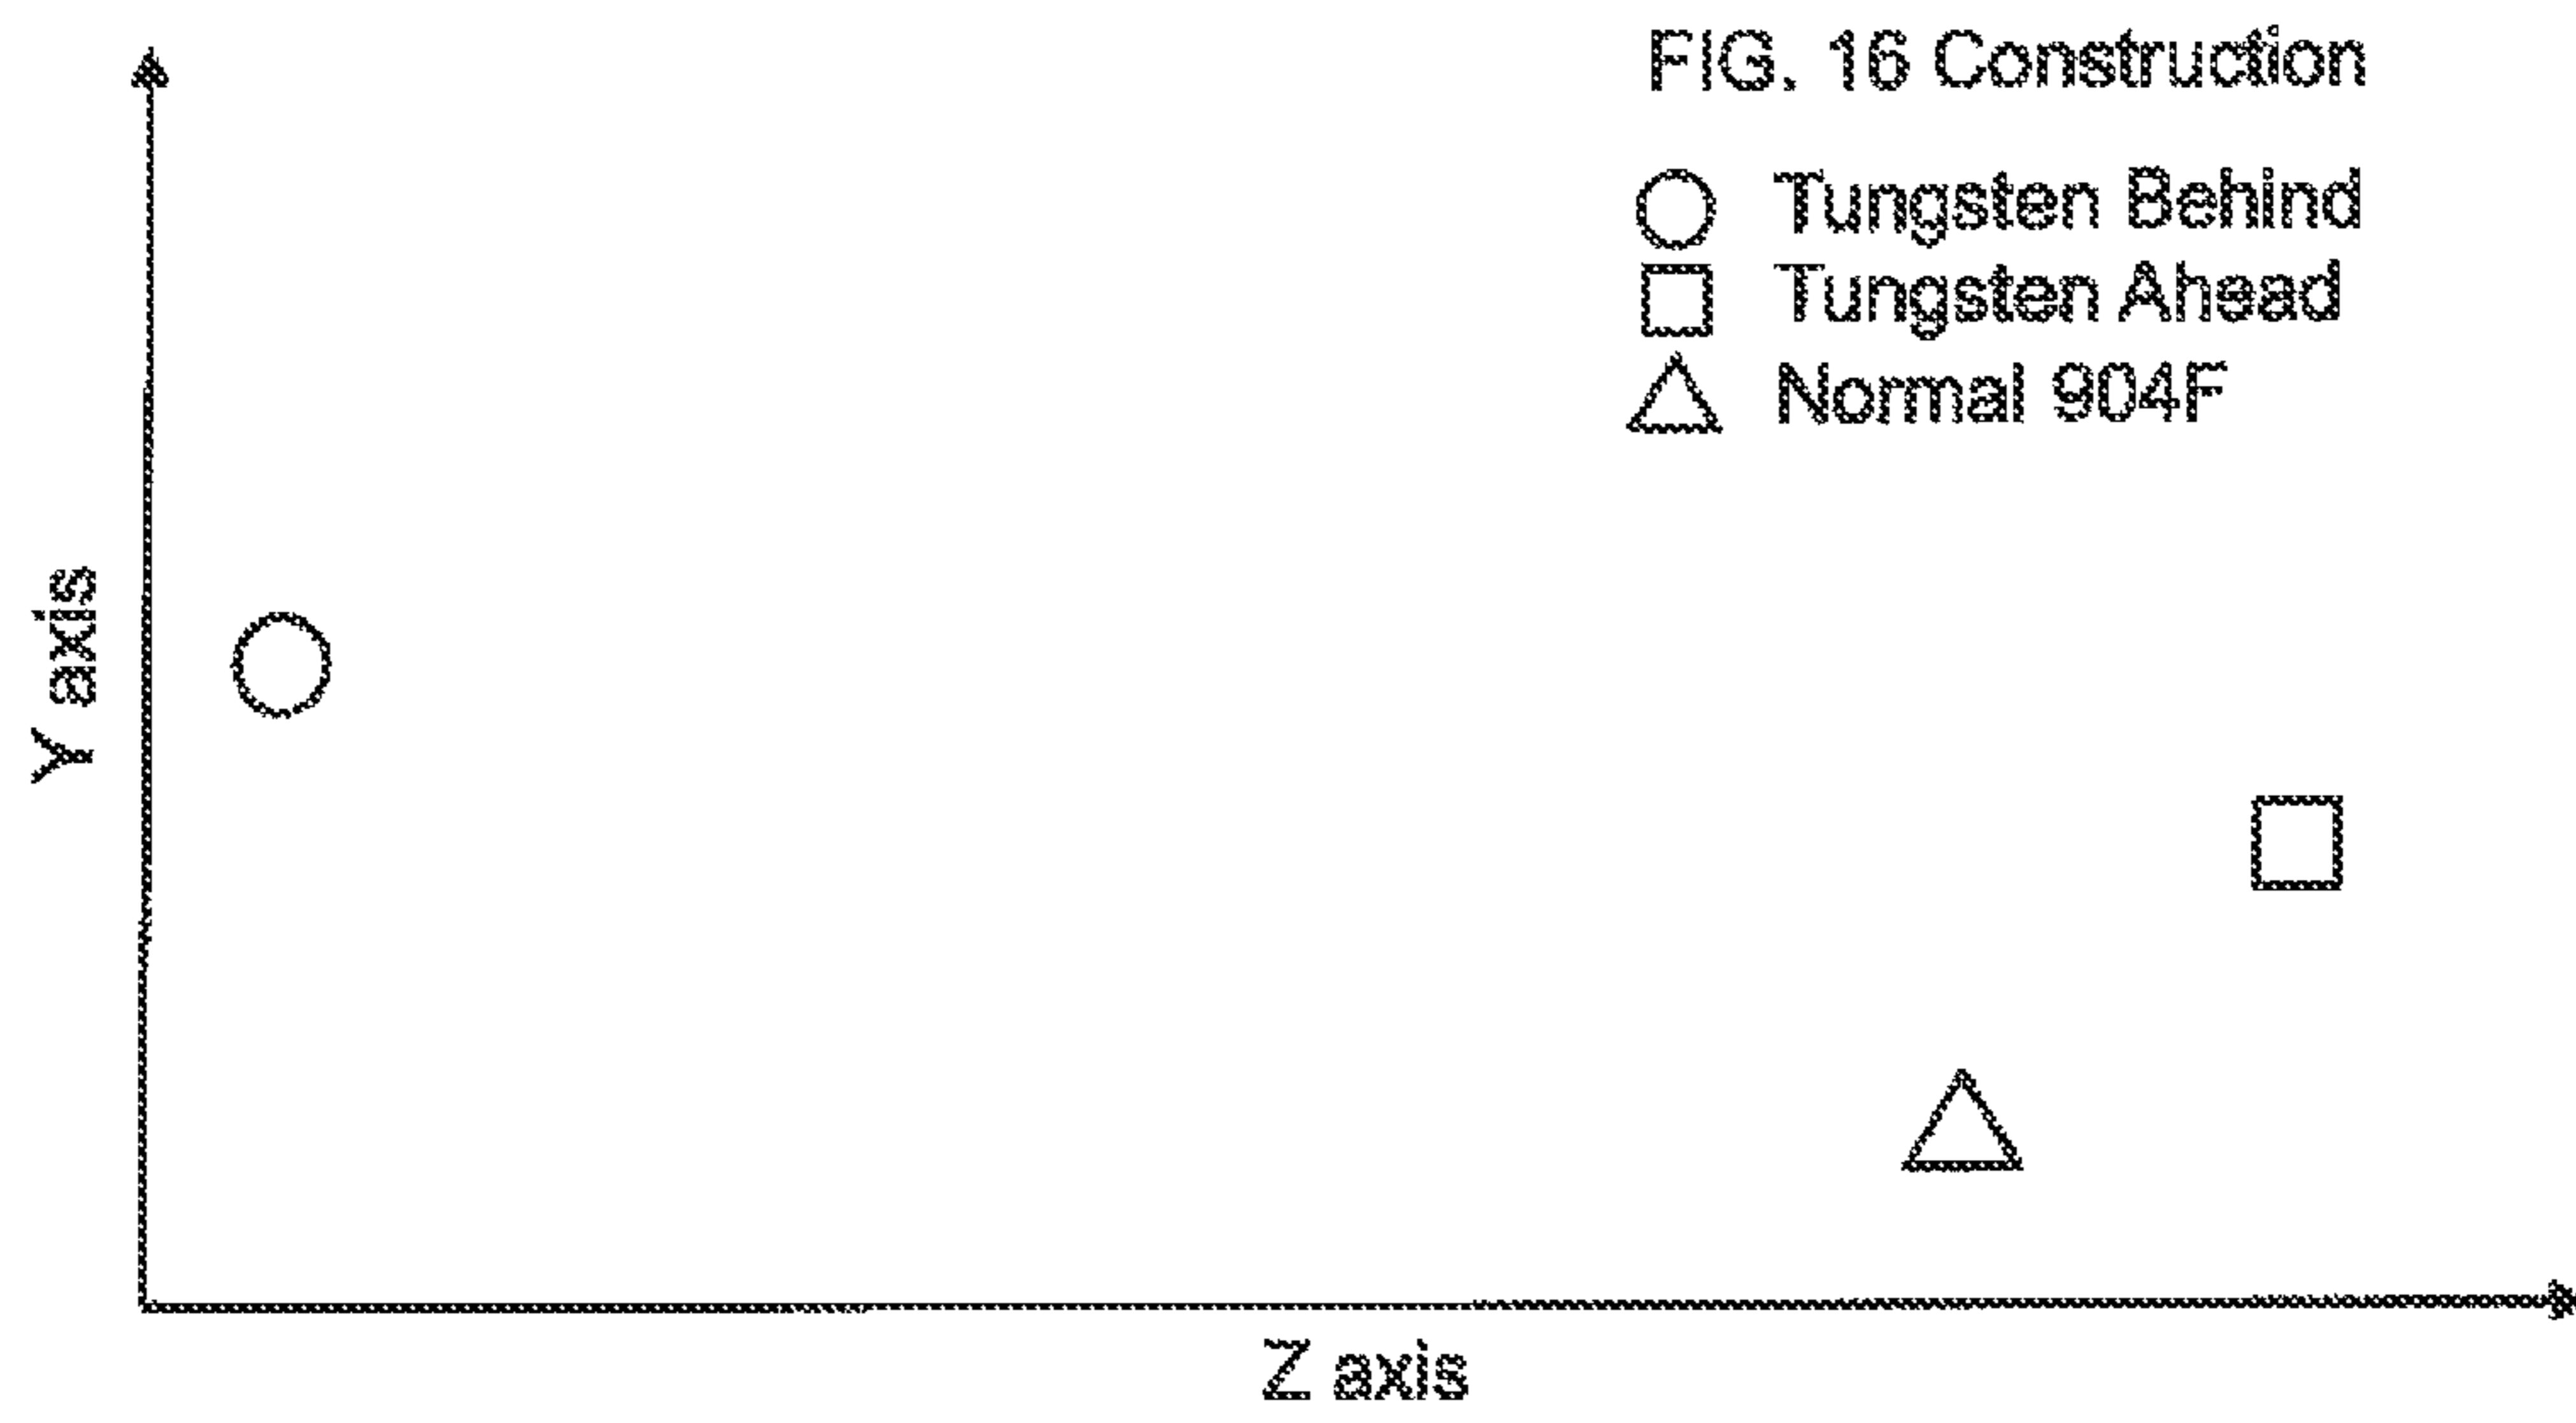 FIG. 16 Construction
Tungsten Behind
Tungsten Ahead
Normal 904F
Y axis
Z axis